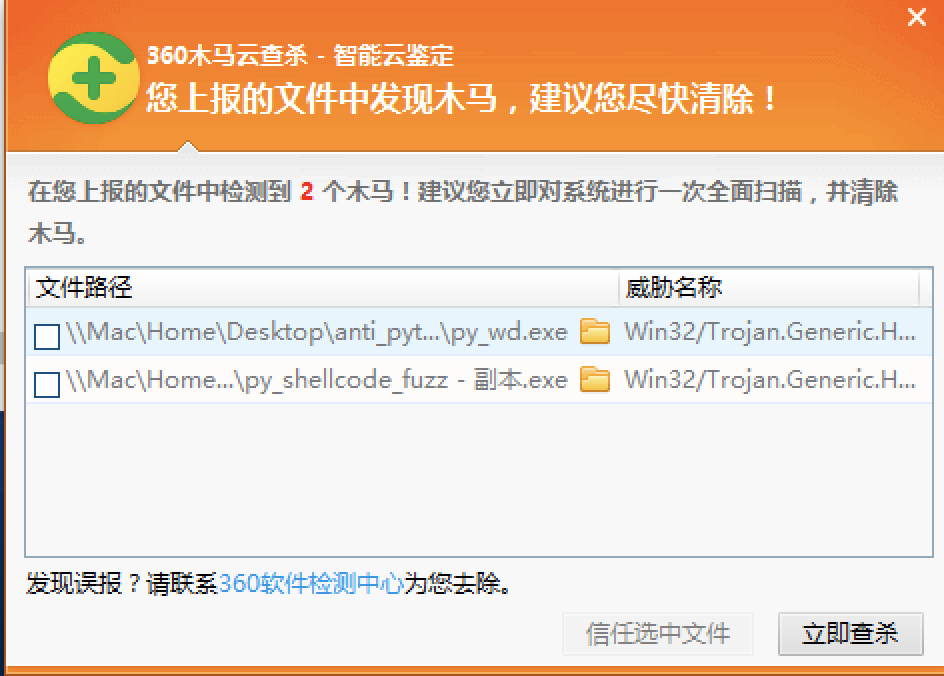 360木马云查杀 - 智能云鉴定
您上报的文件中发现木马，建议您尽快清除！
在您上报的文件中检测到 2 个木马！建议您立即对系统进行一次全面扫描，并清除
木马。
文件路径 威胁名称
\\Mac\Home\Desktop\anti_pyt...\py_wd.exe Win32/Trojan.Generic.H...
\\Mac\Home...\py_shellcode_fuzz - 副本.exe Win32/Trojan.Generic.H...
发现误报？请联系360软件检测中心为您去除。
信任选中文件 立即查杀